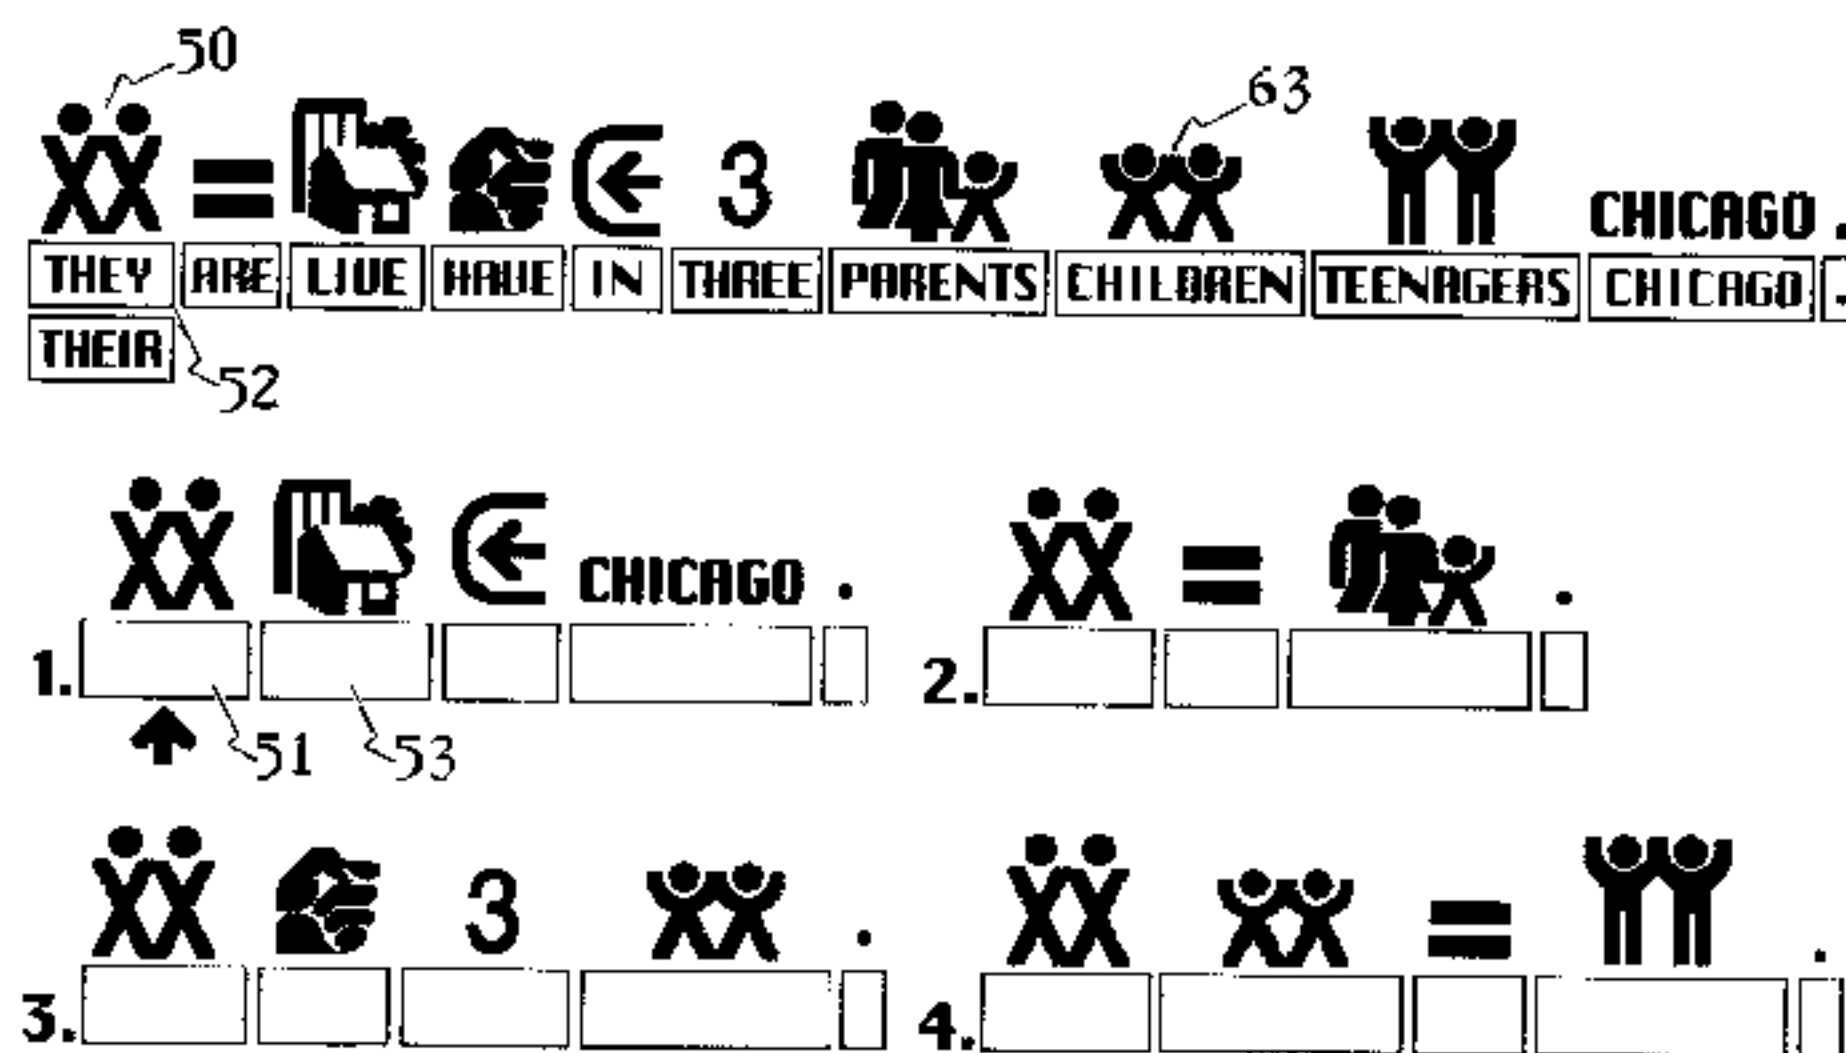 50
63
= 3 CHICAGO .
THEY ARE LIVE HAVE IN THREE PARENTS CHILDREN TEENAGERS CHICAGO .
THEIR
52
CHICAGO . = .
1. 2.
51 53
3 . = .
3. 4.